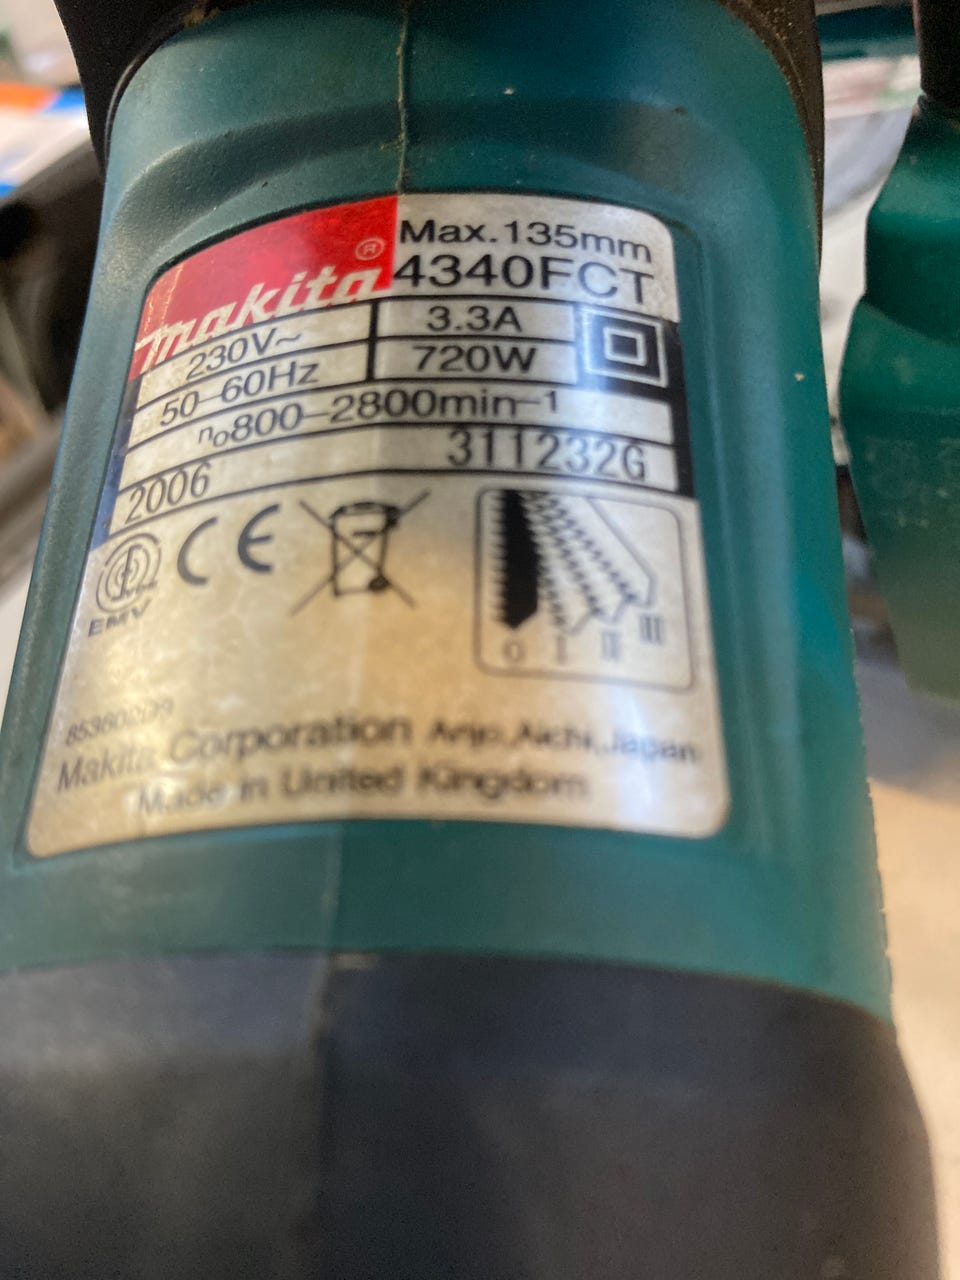 Makita®
Max.135mm
4340FCT
230V~ 3.3A
50–60Hz 720W
n₀800–2800min–1
2006 311232G
EMV
CE
0 I II III
Makita Corporation Anjo,Aichi,Japan
Made in United Kingdom